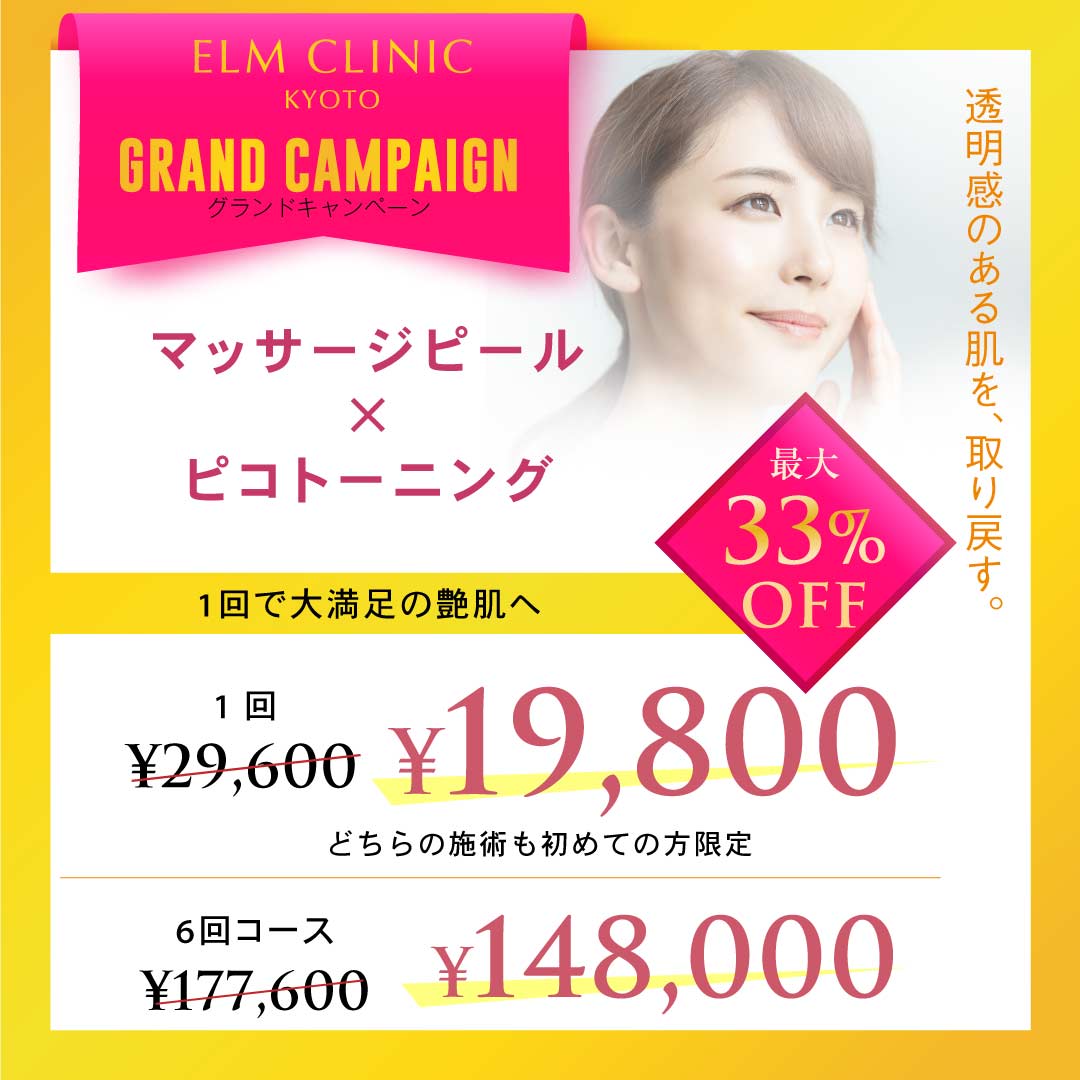 ELM CLINIC
KYOTO
GRAND CAMPAIGN
グランドキャンペーン
透明感のある肌を、取り戻す。
マッサージピール
×
ピコトーニング
最大
33%
OFF
1回で大満足の艶肌へ
1回
¥29,600
¥19,800
どちらの施術も初めての方限定
6回コース
¥177,600
¥148,000